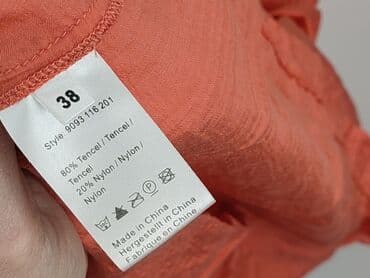 38
Style 9093 116 201
80% Tencel / Tencel /
Tencel
20% Nylon / Nylon /
Nylon
Made in China
Hergestellt in China
Fabriqué en Chine